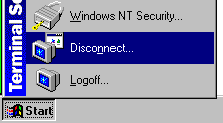 Terminal Se
Windows NT Security...
Disconnect...
Logoff...
Start